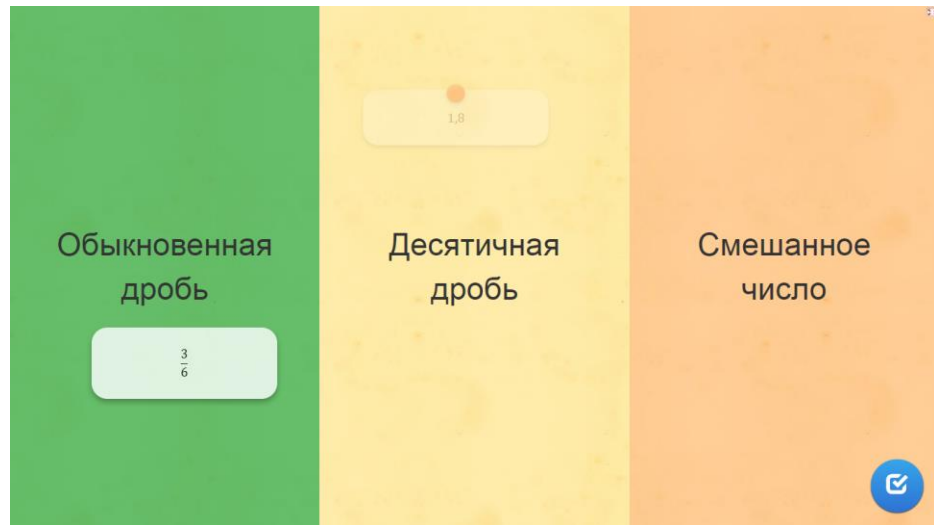 1,8
Обыкновенная
дробь
Десятичная
дробь
Смешанное
число
3
6